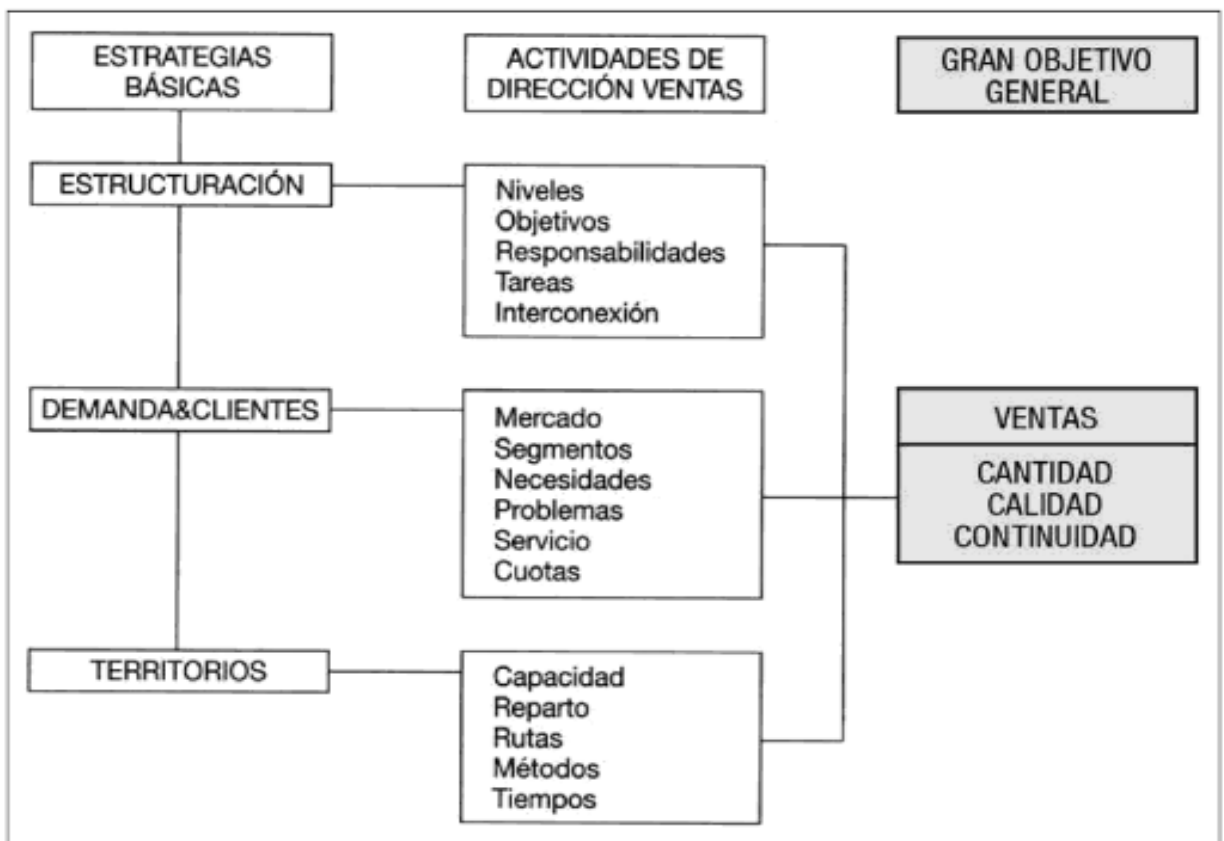 ESTRATEGIAS
BÁSICAS
ACTIVIDADES DE
DIRECCIÓN VENTAS
GRAN OBJETIVO
GENERAL
ESTRUCTURACIÓN
Niveles
Objetivos
Responsabilidades
Tareas
Interconexión
DEMANDA&CLIENTES
Mercado
Segmentos
Necesidades
Problemas
Servicio
Cuotas
VENTAS
CANTIDAD
CALIDAD
CONTINUIDAD
TERRITORIOS
Capacidad
Reparto
Rutas
Métodos
Tiempos